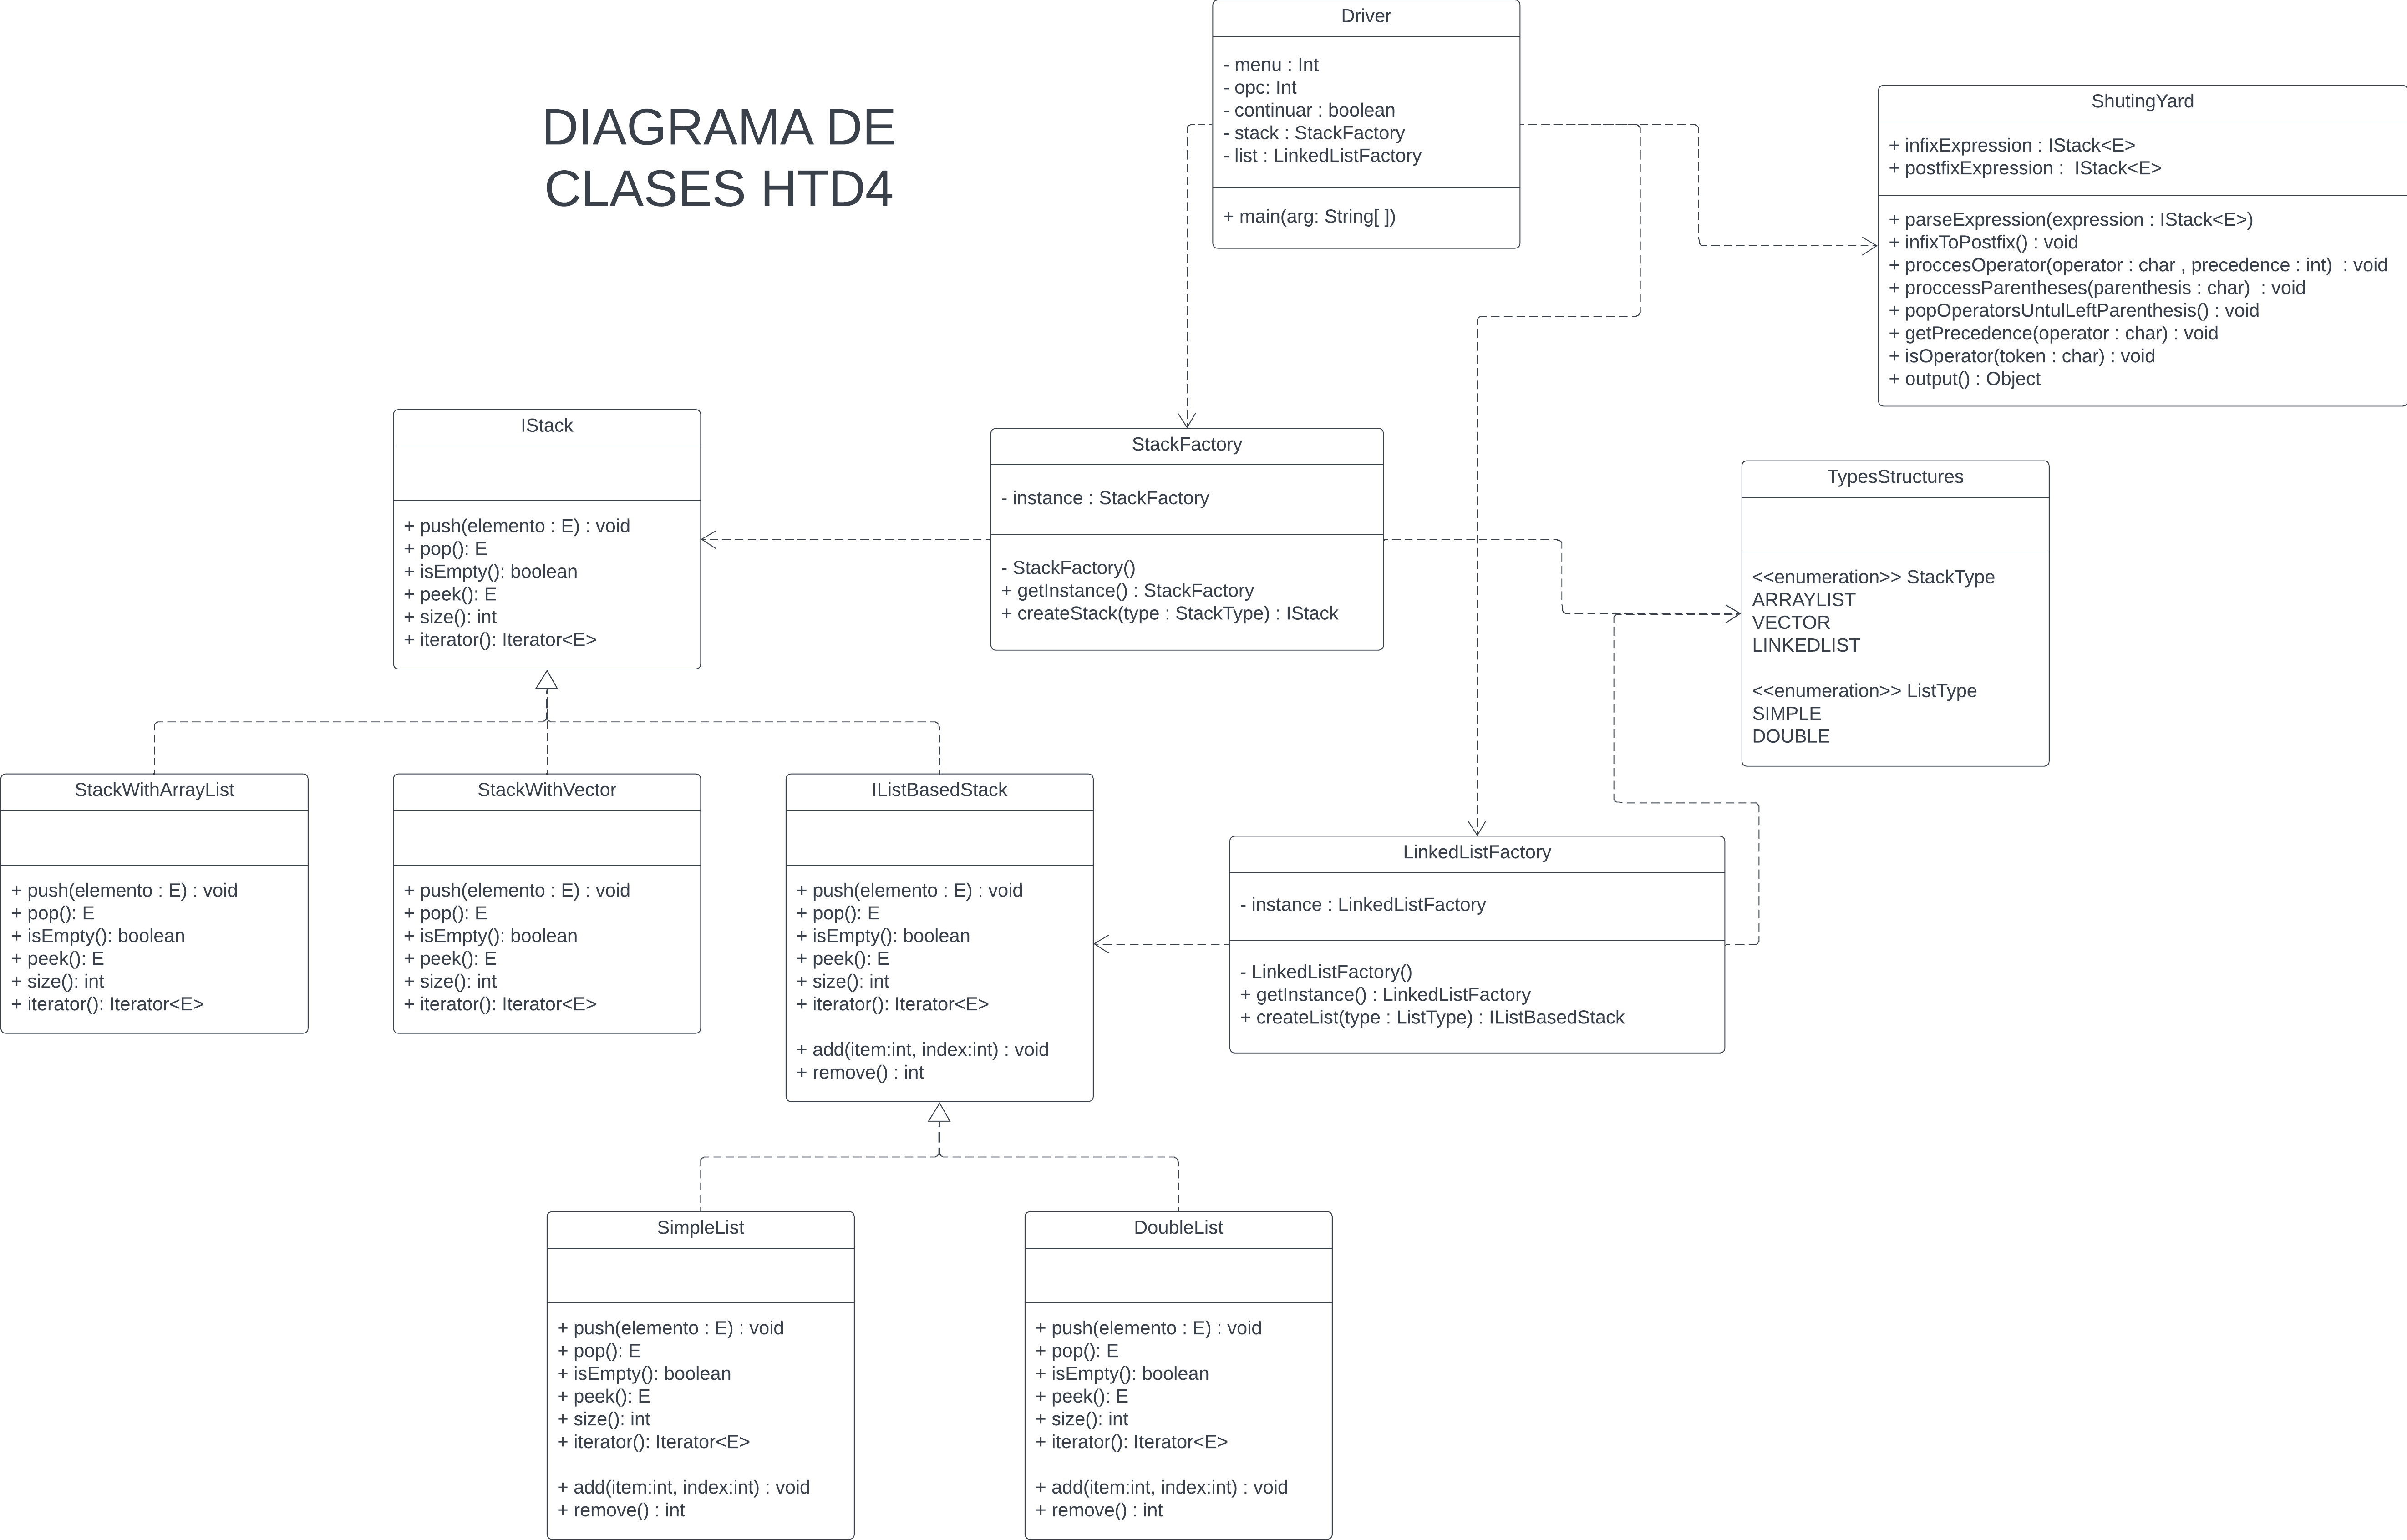 DIAGRAMA DE
CLASES HTD4
Driver
- menu : Int
- opc: Int
- continuar : boolean
- stack : StackFactory
- list : LinkedListFactory
+ main(arg: String[ ])
ShutingYard
+ infixExpression : IStack<E>
+ postfixExpression :  IStack<E>
+ parseExpression(expression : IStack<E>)
+ infixToPostfix() : void
+ proccesOperator(operator : char , precedence : int)  : void
+ proccessParentheses(parenthesis : char)  : void
+ popOperatorsUntulLeftParenthesis() : void
+ getPrecedence(operator : char) : void
+ isOperator(token : char) : void
+ output() : Object
IStack
+ push(elemento : E) : void
+ pop(): E
+ isEmpty(): boolean
+ peek(): E
+ size(): int
+ iterator(): Iterator<E>
StackFactory
- instance : StackFactory
- StackFactory()
+ getInstance() : StackFactory
+ createStack(type : StackType) : IStack
TypesStructures
<<enumeration>> StackType
ARRAYLIST
VECTOR
LINKEDLIST
<<enumeration>> ListType
SIMPLE
DOUBLE
StackWithArrayList
+ push(elemento : E) : void
+ pop(): E
+ isEmpty(): boolean
+ peek(): E
+ size(): int
+ iterator(): Iterator<E>
StackWithVector
+ push(elemento : E) : void
+ pop(): E
+ isEmpty(): boolean
+ peek(): E
+ size(): int
+ iterator(): Iterator<E>
IListBasedStack
+ push(elemento : E) : void
+ pop(): E
+ isEmpty(): boolean
+ peek(): E
+ size(): int
+ iterator(): Iterator<E>
+ add(item:int, index:int) : void
+ remove() : int
LinkedListFactory
- instance : LinkedListFactory
- LinkedListFactory()
+ getInstance() : LinkedListFactory
+ createList(type : ListType) : IListBasedStack
SimpleList
+ push(elemento : E) : void
+ pop(): E
+ isEmpty(): boolean
+ peek(): E
+ size(): int
+ iterator(): Iterator<E>
+ add(item:int, index:int) : void
+ remove() : int
DoubleList
+ push(elemento : E) : void
+ pop(): E
+ isEmpty(): boolean
+ peek(): E
+ size(): int
+ iterator(): Iterator<E>
+ add(item:int, index:int) : void
+ remove() : int